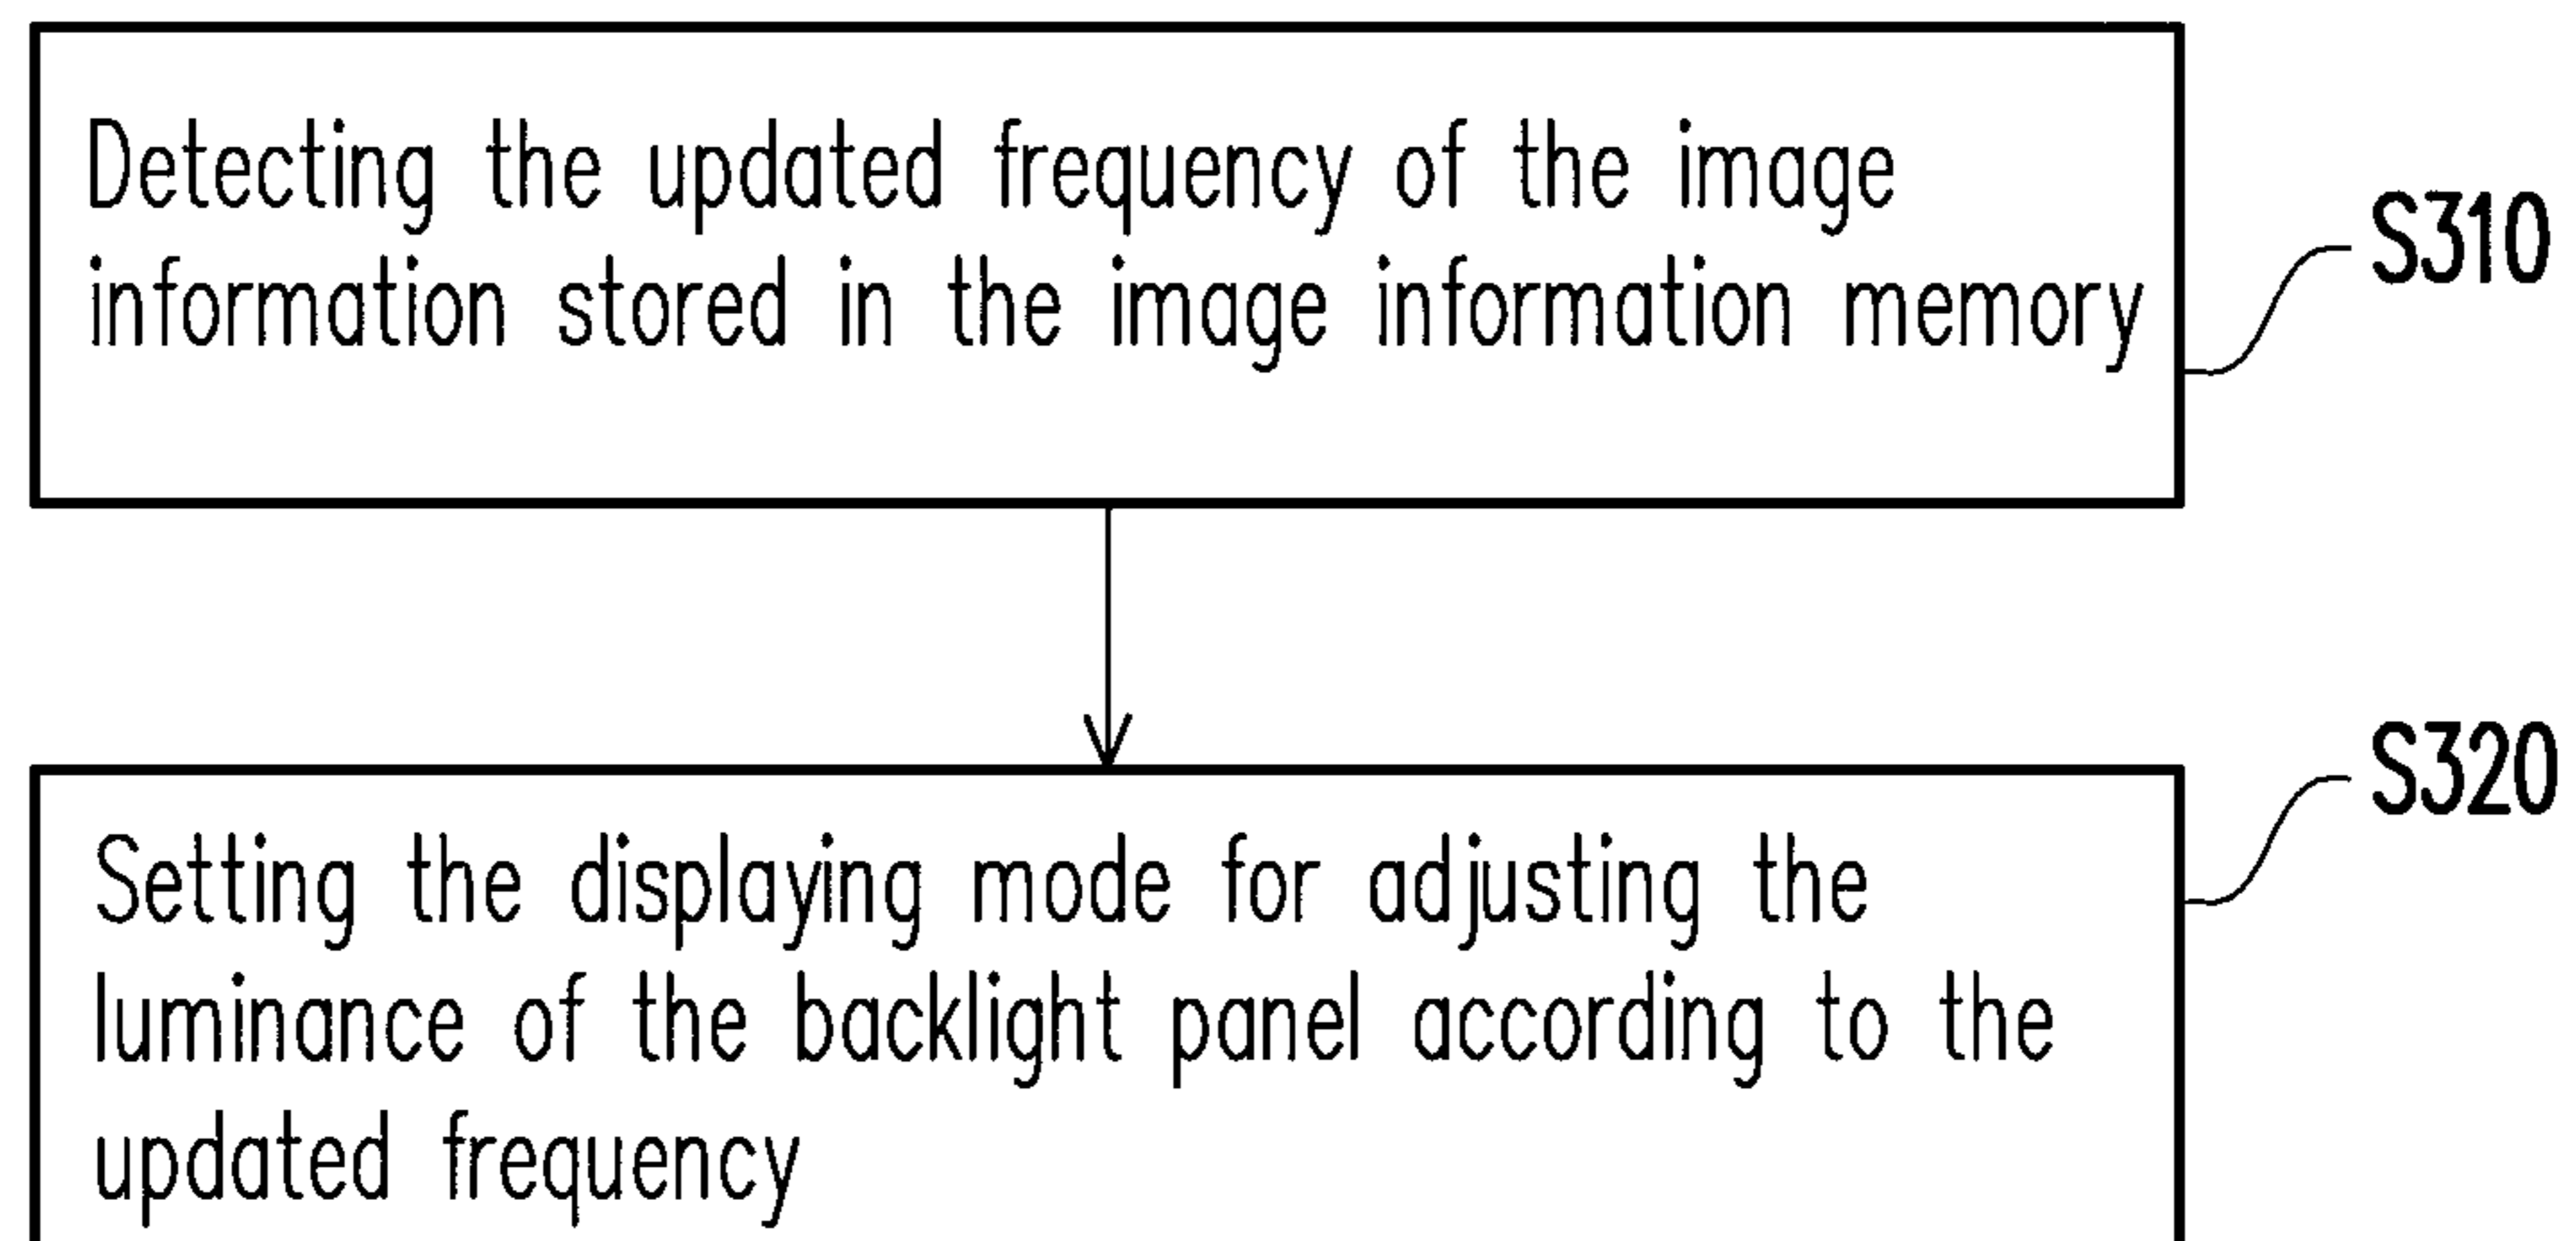 Detecting the updated frequency of the image
information stored in the image information memory
S310
S320
Setting the displaying mode for adjusting the
luminance of the backlight panel according to the
updated frequency